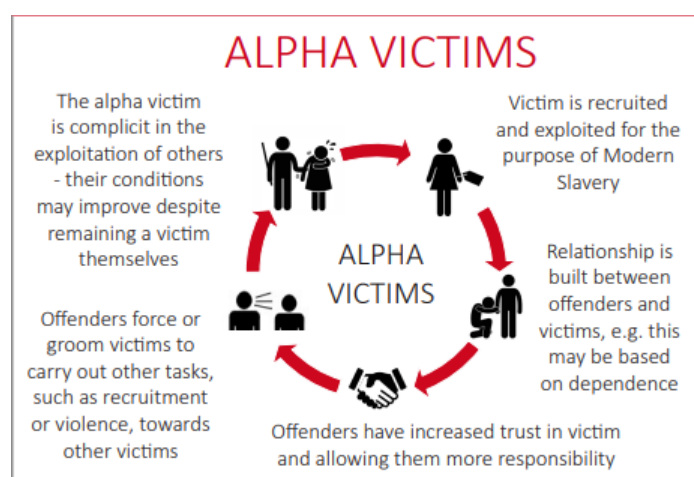 ALPHA VICTIMS
The alpha victim
is complicit in the
exploitation of others
- their conditions
may improve despite
remaining a victim
themselves
Victim is recruited
and exploited for the
purpose of Modern
Slavery
ALPHA
VICTIMS
Relationship is
built between
offenders and
victims, e.g. this
may be based
on dependence
Offenders force or
groom victims to
carry out other tasks,
such as recruitment
or violence, towards
other victims
Offenders have increased trust in victim
and allowing them more responsibility